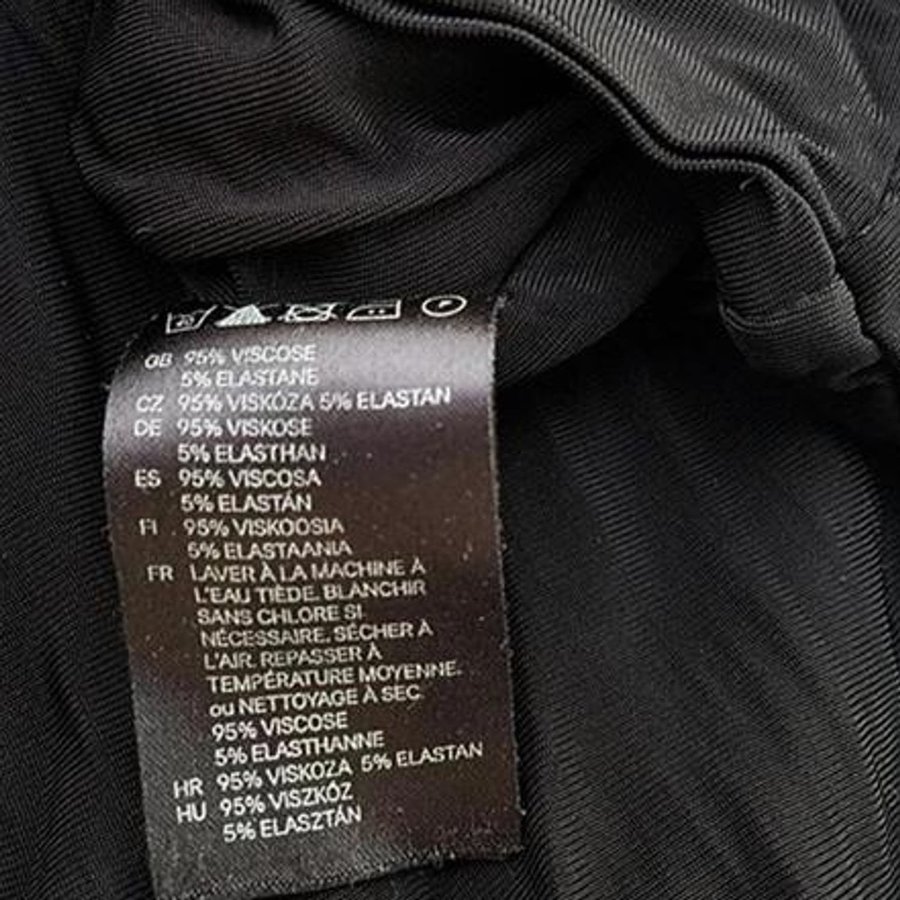 GB 95% VISCOSE
5% ELASTANE
CZ 95% VISKÓZA 5% ELASTAN
DE 95% VISKOSE
5% ELASTHAN
ES 95% VISCOSA
5% ELASTÁN
FI 95% VISKOOSIA
5% ELASTAANIA
FR LAVER À LA MACHINE À
L'EAU TIÈDE. BLANCHIR
SANS CHLORE SI
NÉCESSAIRE. SÉCHER À
L'AIR. REPASSER À
TEMPÉRATURE MOYENNE.
ou NETTOYAGE À SEC.
95% VISCOSE
5% ELASTHANNE
HR 95% VISKOZA 5% ELASTAN
HU 95% VISZKÓZ
5% ELASZTÁN